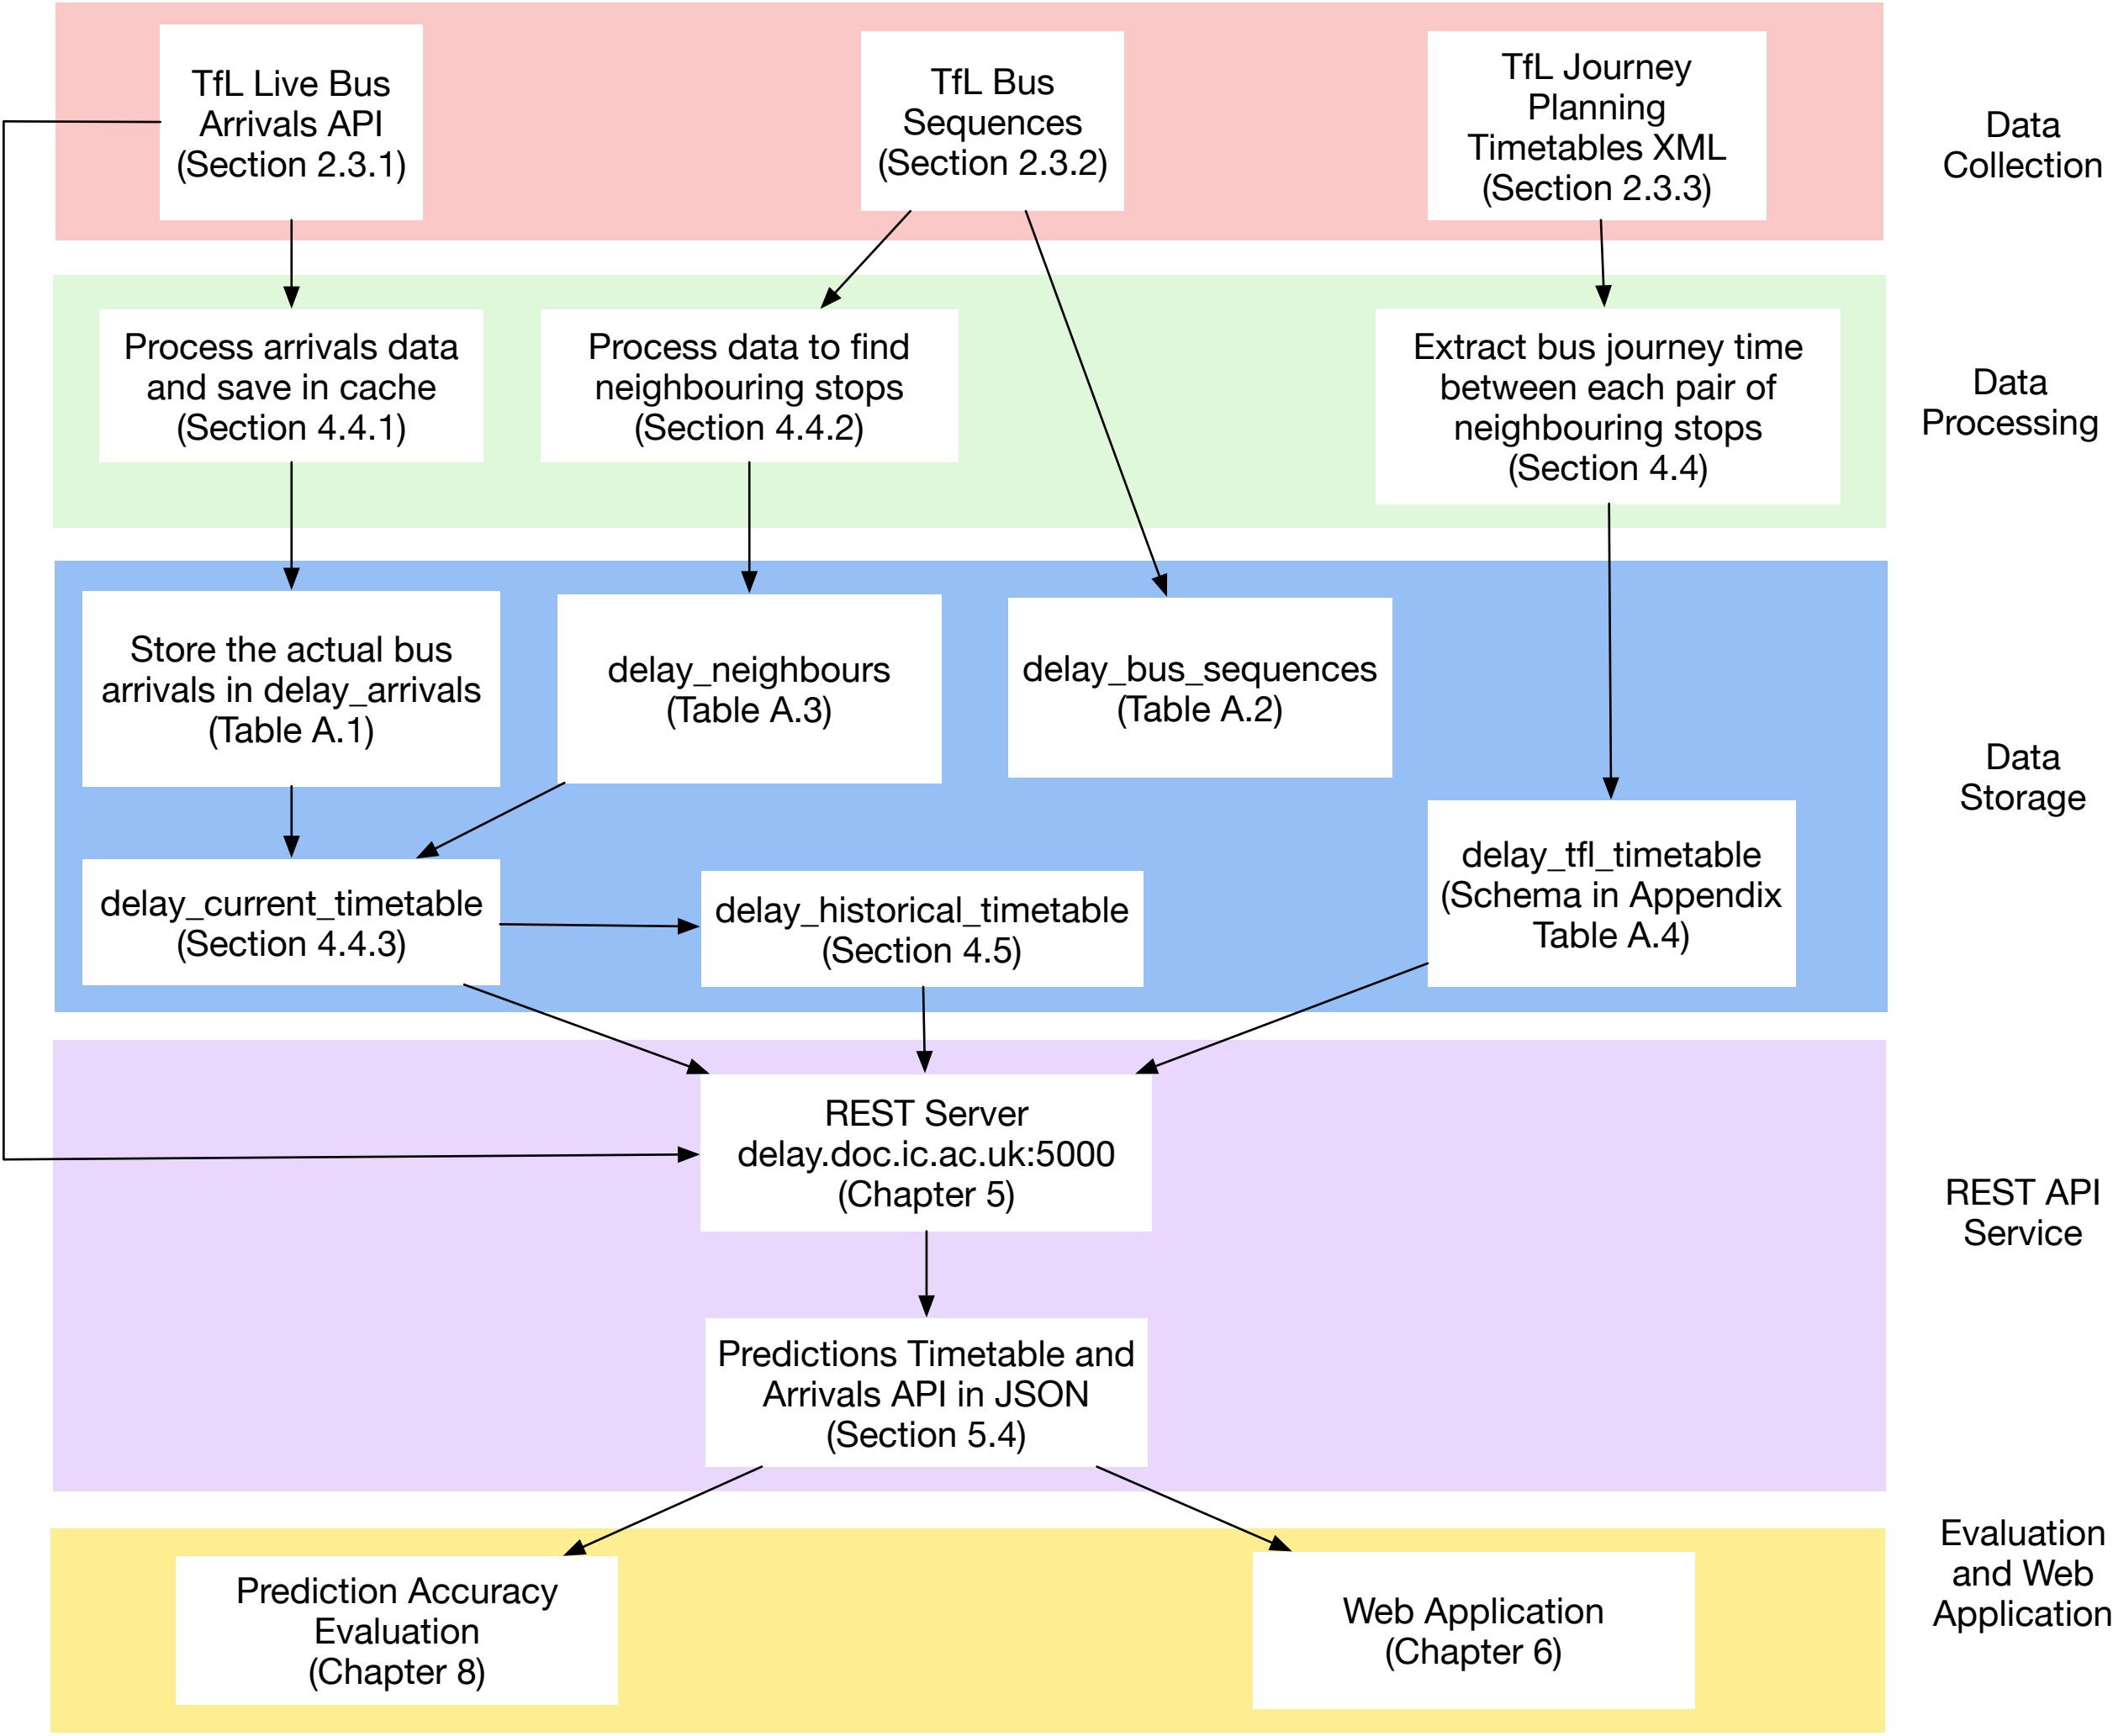 TfL Live Bus
Arrivals API
(Section 2.3.1)
TfL Bus
Sequences
(Section 2.3.2)
TfL Journey
Planning
Timetables XML
(Section 2.3.3)
Data
Collection
Process arrivals data
and save in cache
(Section 4.4.1)
Process data to find
neighbouring stops
(Section 4.4.2)
Extract bus journey time
between each pair of
neighbouring stops
(Section 4.4)
Data
Processing
Store the actual bus
arrivals in delay_arrivals
(Table A.1)
delay_neighbours
(Table A.3)
delay_bus_sequences
(Table A.2)
Data
Storage
delay_current_timetable
(Section 4.4.3)
delay_historical_timetable
(Section 4.5)
delay_tfl_timetable
(Schema in Appendix
Table A.4)
REST Server
delay.doc.ic.ac.uk:5000
(Chapter 5)
REST API
Service
Predictions Timetable and
Arrivals API in JSON
(Section 5.4)
Prediction Accuracy
Evaluation
(Chapter 8)
Web Application
(Chapter 6)
Evaluation
and Web
Application